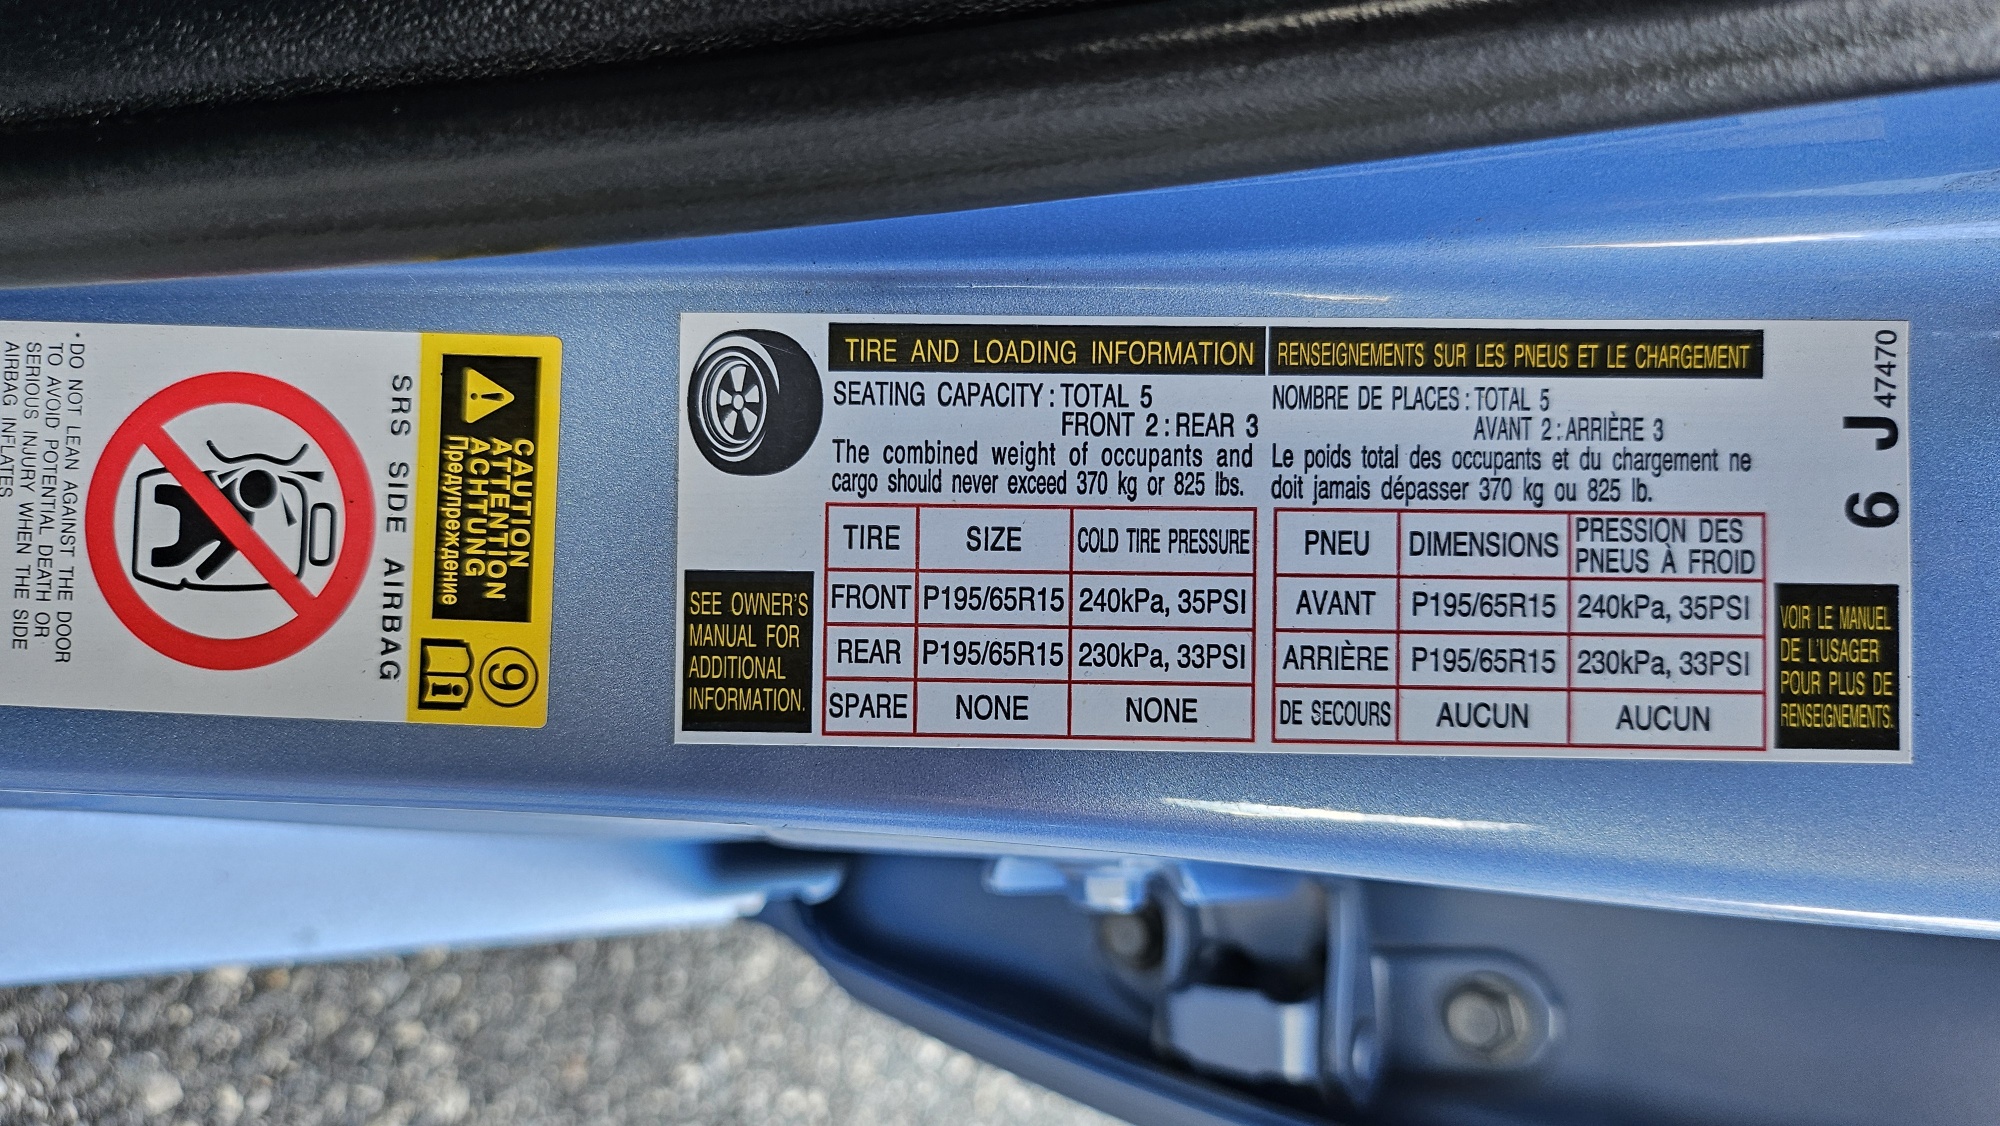 TIRE AND LOADING INFORMATION
SEATING CAPACITY : TOTAL 5
FRONT 2 : REAR 3
The combined weight of occupants and
cargo should never exceed 370 kg or 825 lbs.
TIRE SIZE COLD TIRE PRESSURE
FRONT P195/65R15 240kPa, 35PSI
REAR P195/65R15 230kPa, 33PSI
SPARE NONE NONE
SEE OWNER'S
MANUAL FOR
ADDITIONAL
INFORMATION.
RENSEIGNEMENTS SUR LES PNEUS ET LE CHARGEMENT
NOMBRE DE PLACES : TOTAL 5
AVANT 2 : ARRIÈRE 3
Le poids total des occupants et du chargement ne
doit jamais dépasser 370 kg ou 825 lb.
PNEU DIMENSIONS PRESSION DES
PNEUS À FROID
AVANT P195/65R15 240kPa, 35PSI
ARRIÈRE P195/65R15 230kPa, 33PSI
DE SECOURS AUCUN AUCUN
VOIR LE MANUEL
DE L'USAGER
POUR PLUS DE
RENSEIGNEMENTS.
6 J 47470
CAUTION
ATTENTION
ACHTUNG
Предупреждение
9
i
SRS SIDE AIRBAG
•DO NOT LEAN AGAINST THE DOOR
TO AVOID POTENTIAL DEATH OR
SERIOUS INJURY WHEN THE SIDE
AIRBAG INFLATES